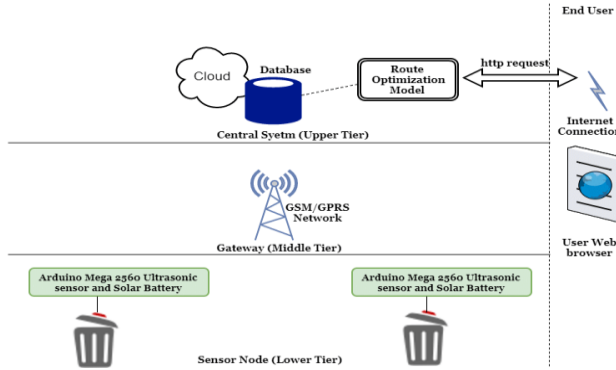 End User
Cloud
Database
Route
Optimization
Model
http request
Internet
Connection
Central Syetm (Upper Tier)
GSM/GPRS
Network
Gateway (Middle Tier)
User Web
browser
Arduino Mega 2560 Ultrasonic
sensor and Solar Battery
Arduino Mega 2560 Ultrasonic
sensor and Solar Battery
Sensor Node (Lower Tier)